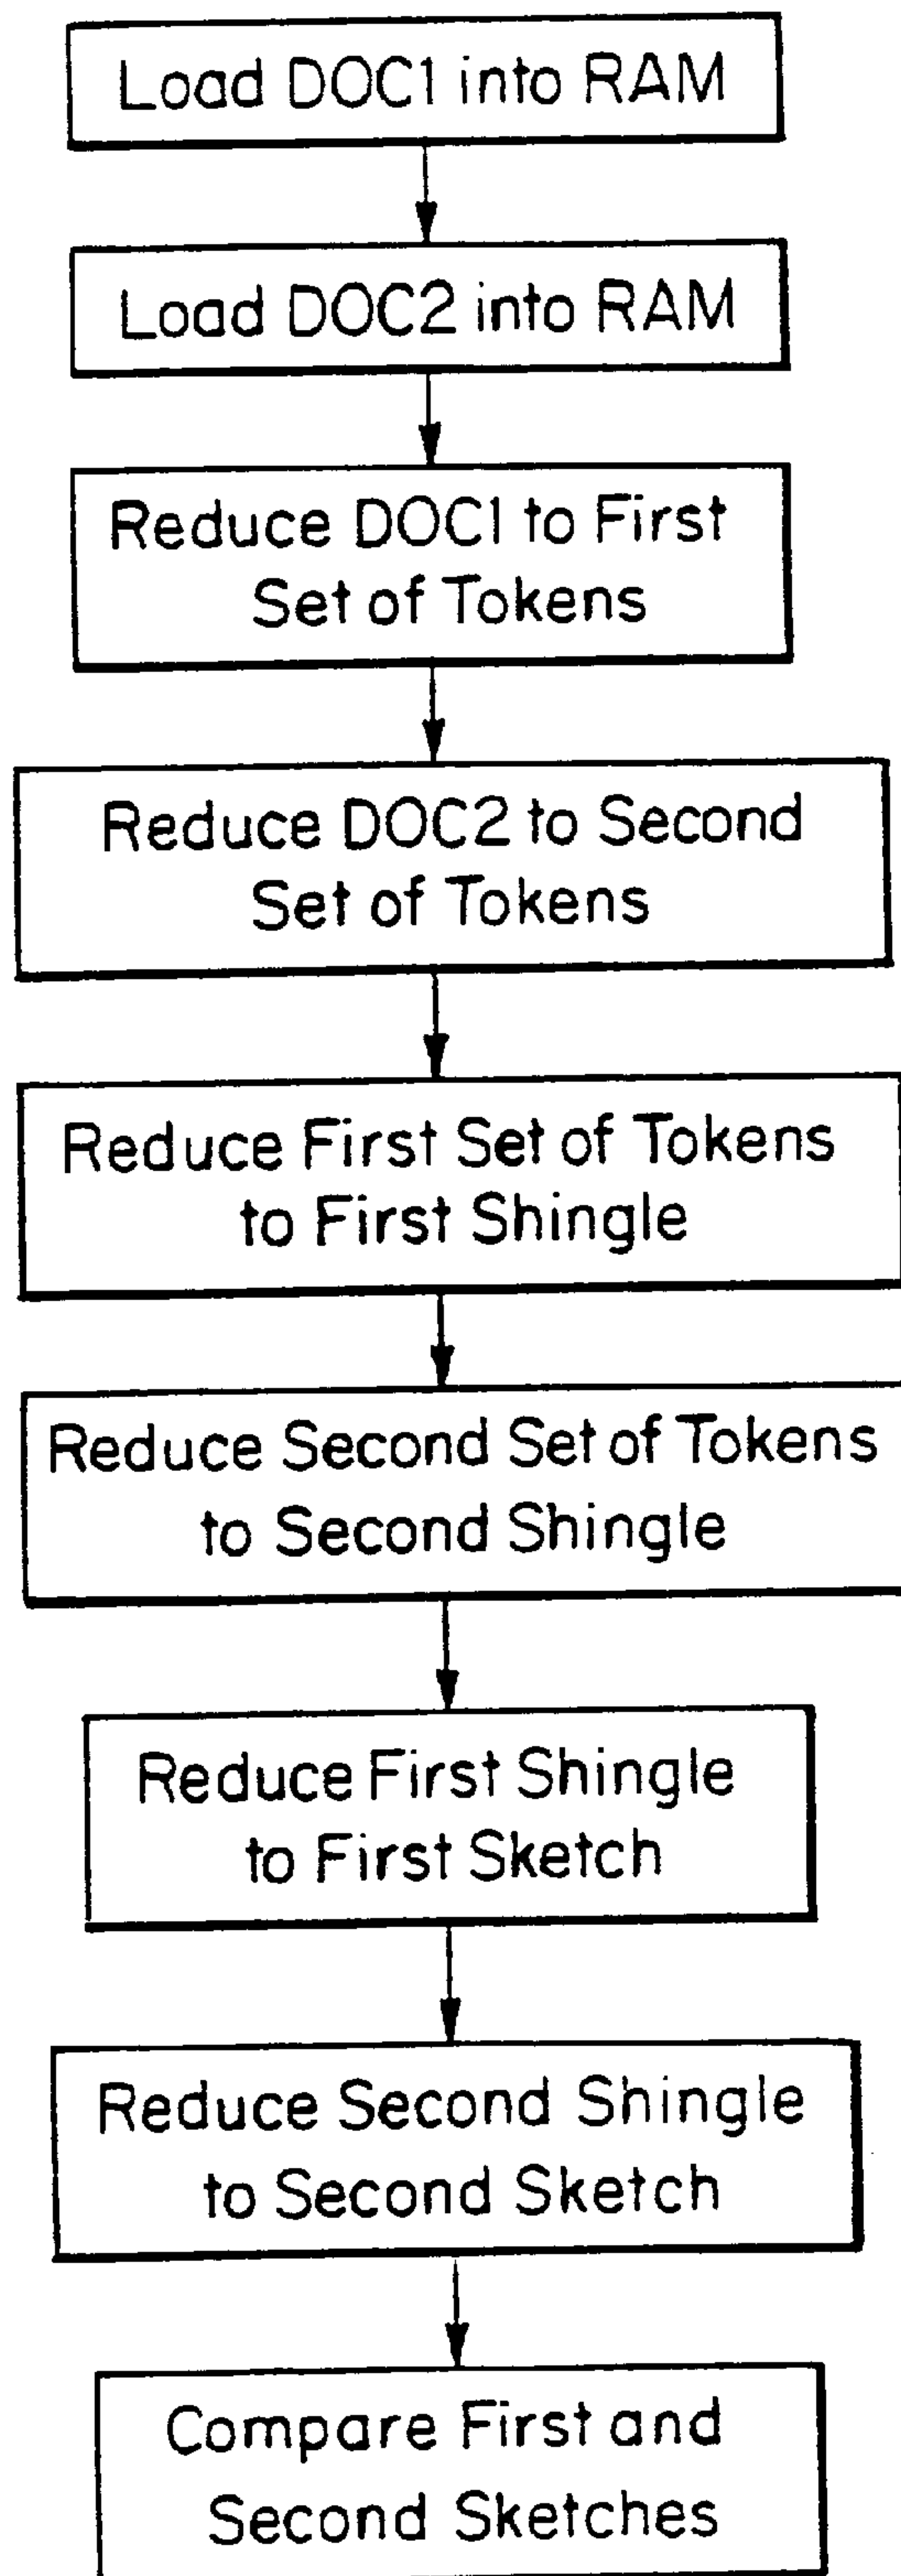 Load DOC1 into RAM
Load DOC2 into RAM
Reduce DOC1 to First
Set of Tokens
Reduce DOC2 to Second
Set of Tokens
Reduce First Set of Tokens
to First Shingle
Reduce Second Set of Tokens
to Second Shingle
Reduce First Shingle
to First Sketch
Reduce Second Shingle
to Second Sketch
Compare First and
Second Sketches